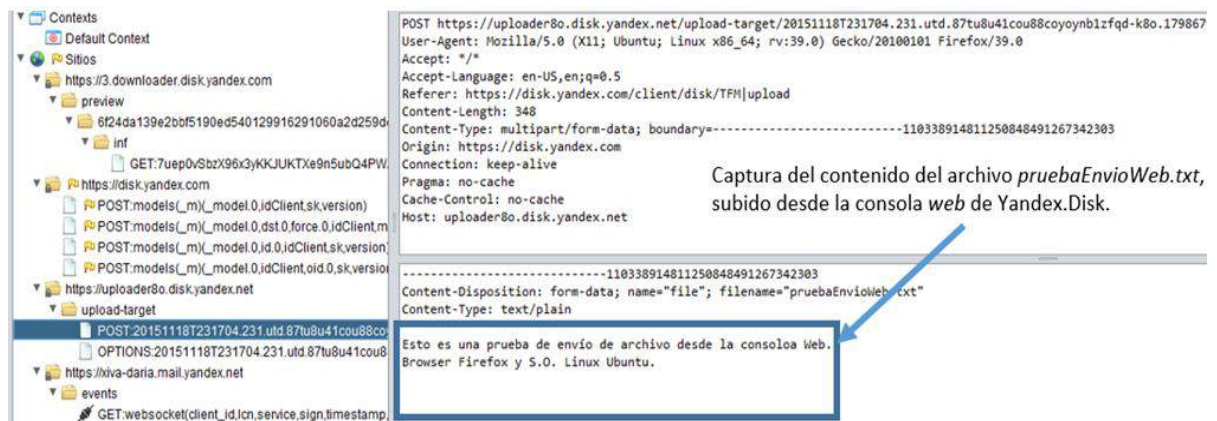 Contexts
Default Context
Sitios
https://3.downloader.disk.yandex.com
preview
6f24da139e2bbf5190ed540129916291060a2d259d
inf
GET:7uep0vSbzX96x3yKKJUKTXe9n5ubQ4PW
https://disk.yandex.com
POST:models(_m)(_model.0,idClient,sk,version)
POST:models(_m)(_model.0,dst.0,force.0,idClient,m
POST:models(_m)(_model.0,id.0,idClient,sk,version)
POST:models(_m)(_model.0,idClient,oid.0,sk,versio
https://uploader8o.disk.yandex.net
upload-target
POST:20151118T231704.231.utd.87tu8u41cou88co
OPTIONS:20151118T231704.231.utd.87tu8u41cou8
https://xiva-daria.mail.yandex.net
events
GET:websocket(client_id,lcn,service,sign,timestamp,
POST https://uploader8o.disk.yandex.net/upload-target/20151118T231704.231.utd.87tu8u41cou88coyoynb1zfqd-k8o.179867
User-Agent: Mozilla/5.0 (X11; Ubuntu; Linux x86_64; rv:39.0) Gecko/20100101 Firefox/39.0
Accept: */*
Accept-Language: en-US,en;q=0.5
Referer: https://disk.yandex.com/client/disk/TFM|upload
Content-Length: 348
Content-Type: multipart/form-data; boundary=---------------------------1103389148112508484912673​42303
Origin: https://disk.yandex.com
Connection: keep-alive
Pragma: no-cache
Cache-Control: no-cache
Host: uploader8o.disk.yandex.net
Captura del contenido del archivo pruebaEnvioWeb.txt,
subido desde la consola web de Yandex.Disk.
-----------------------------110338914811250848491267342303
Content-Disposition: form-data; name="file"; filename="pruebaEnvioWeb.txt"
Content-Type: text/plain
Esto es una prueba de envío de archivo desde la consoloa Web.
Browser Firefox y S.O. Linux Ubuntu.